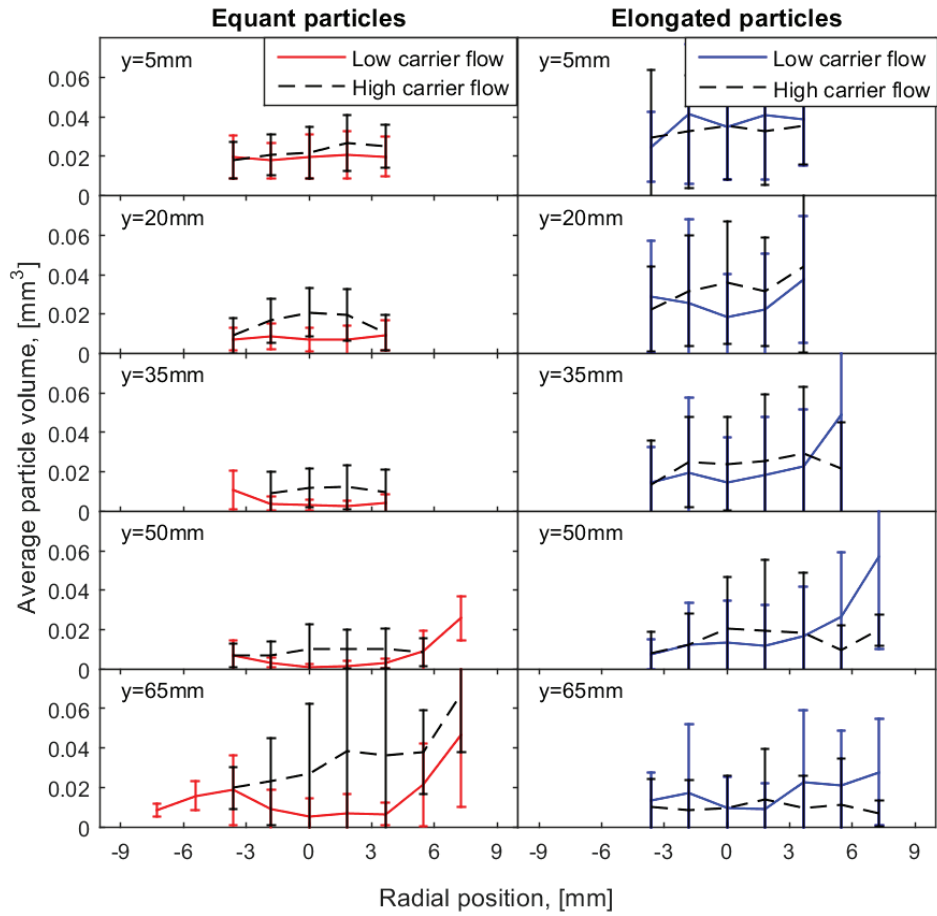 Equant particles
Elongated particles
Low carrier flow
High carrier flow
Low carrier flow
High carrier flow
y=5mm
y=5mm
0.06
0.04
0.02
0
y=20mm
y=20mm
0.06
0.04
0.02
0
y=35mm
y=35mm
0.06
0.04
0.02
0
y=50mm
y=50mm
0.06
0.04
0.02
0
y=65mm
y=65mm
0.06
0.04
0.02
0
Average particle volume, [mm³]
-9 -6 -3 0 3 6 9
-6 -3 0 3 6 9
Radial position, [mm]